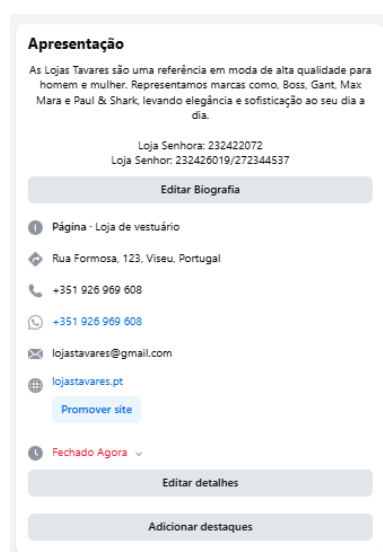 Apresentação
As Lojas Tavares são uma referência em moda de alta qualidade para
homem e mulher. Representamos marcas como, Boss, Gant, Max
Mara e Paul & Shark, levando elegância e sofisticação ao seu dia a
dia.
Loja Senhora: 232422072
Loja Senhor: 232426019/272344537
Editar Biografia
Página · Loja de vestuário
Rua Formosa, 123, Viseu, Portugal
+351 926 969 608
+351 926 969 608
lojastavares@gmail.com
lojastavares.pt
Promover site
Fechado Agora
Editar detalhes
Adicionar destaques